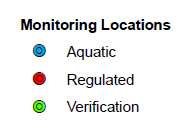 Monitoring Locations
Aquatic
Regulated
Verification